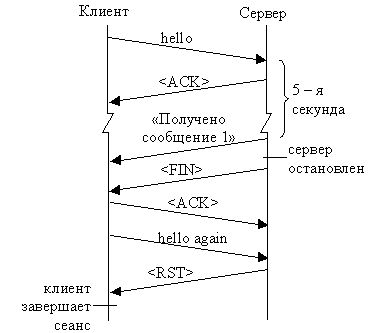 Клиент
Сервер
hello
<ACK>
5 – я
секунда
«Получено
сообщение 1»
сервер
остановлен
<FIN>
<ACK>
hello again
<RST>
клиент
завершает
сеанс